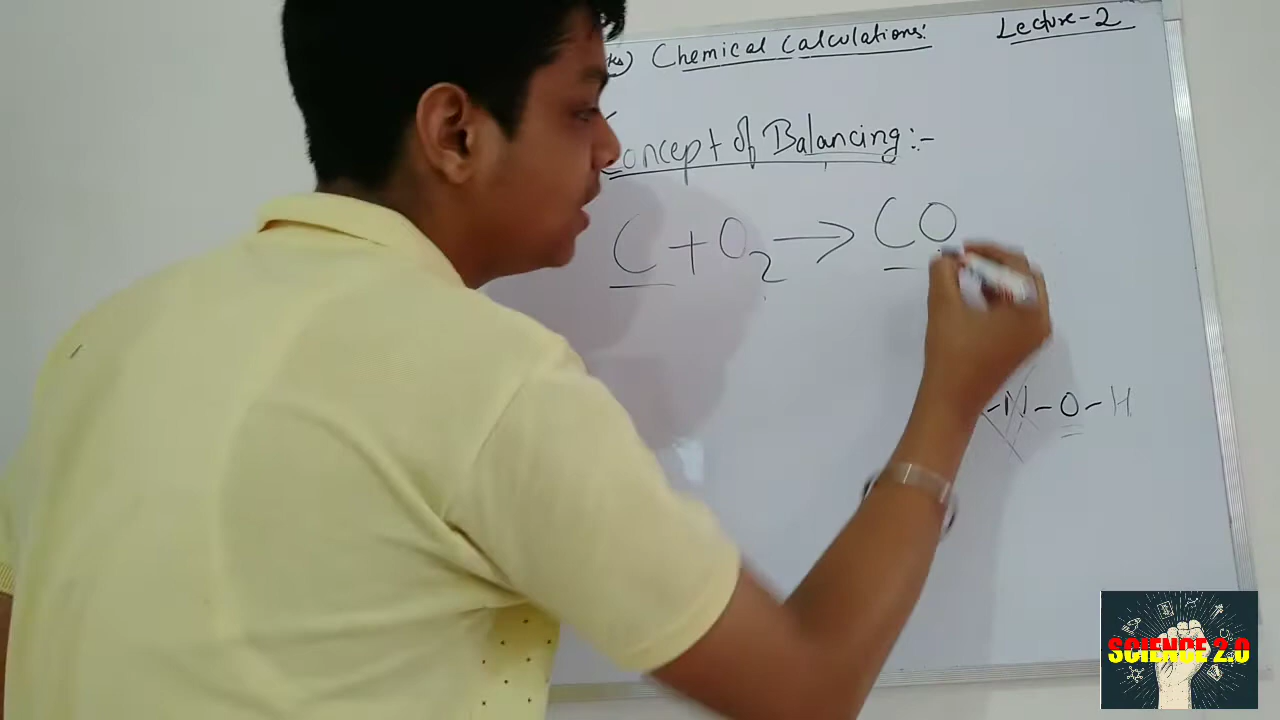 Chemical Calculations: Lecture-2
Concept of Balancing:-
C + O2 → CO
-N-O-H
SCIENCE 2.0